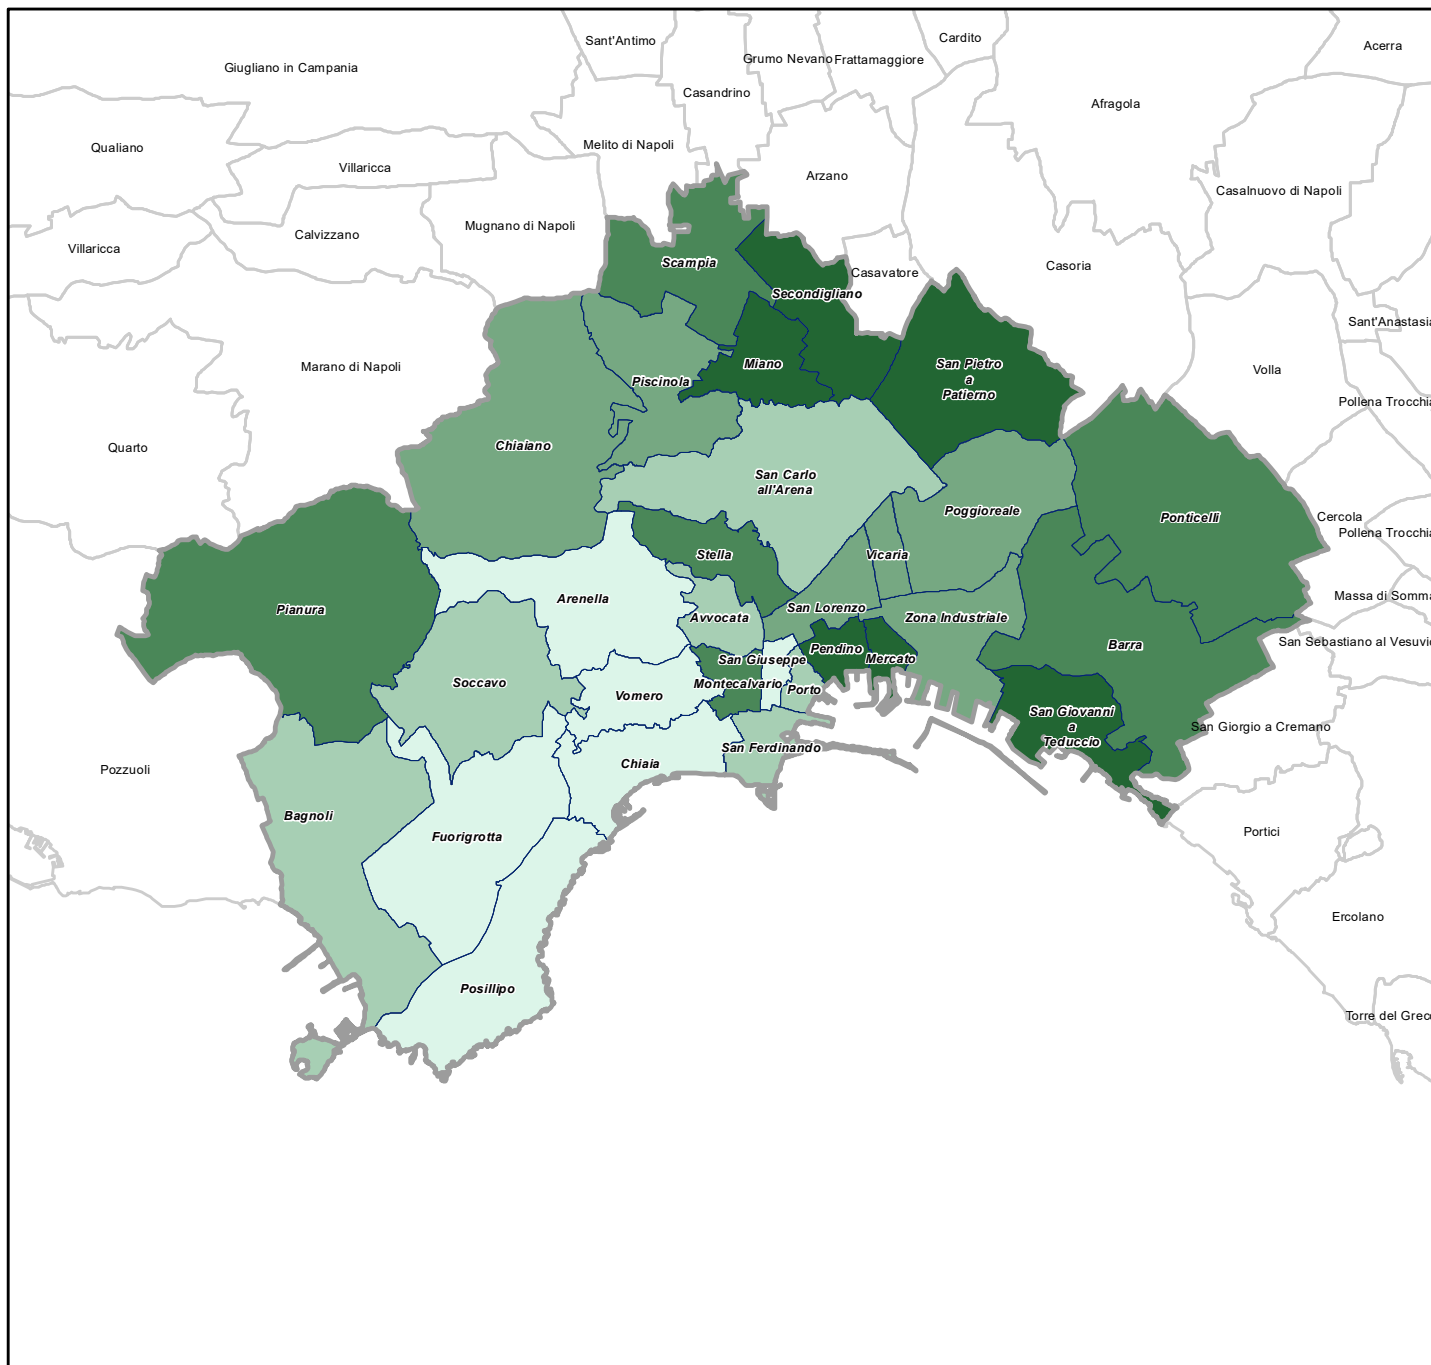 Sant'Antimo
Cardito
Acerra
Giugliano in Campania
Grumo Nevano
Frattamaggiore
Casandrino
Afragola
Qualiano
Melito di Napoli
Villaricca
Arzano
Casalnuovo di Napoli
Mugnano di Napoli
Calvizzano
Villaricca
Scampia
Casavatore
Casoria
Secondigliano
Sant'Anastasia
Marano di Napoli
Miano
San Pietro
a
Patierno
Volla
Piscinola
Pollena Trocchia
Quarto
Chiaiano
San Carlo
all'Arena
Poggioreale
Ponticelli
Cercola
Pollena Trocchia
Stella
Vicaria
Massa di Somma
Arenella
Pianura
San Lorenzo
Avvocata
Zona Industriale
San Sebastiano al Vesuvio
Barra
Pendino
Mercato
San Giuseppe
Soccavo
Montecalvario
Porto
Vomero
San Giovanni
a
Teduccio
San Giorgio a Cremano
San Ferdinando
Chiaia
Pozzuoli
Bagnoli
Fuorigrotta
Portici
Ercolano
Posillipo
Torre del Greco